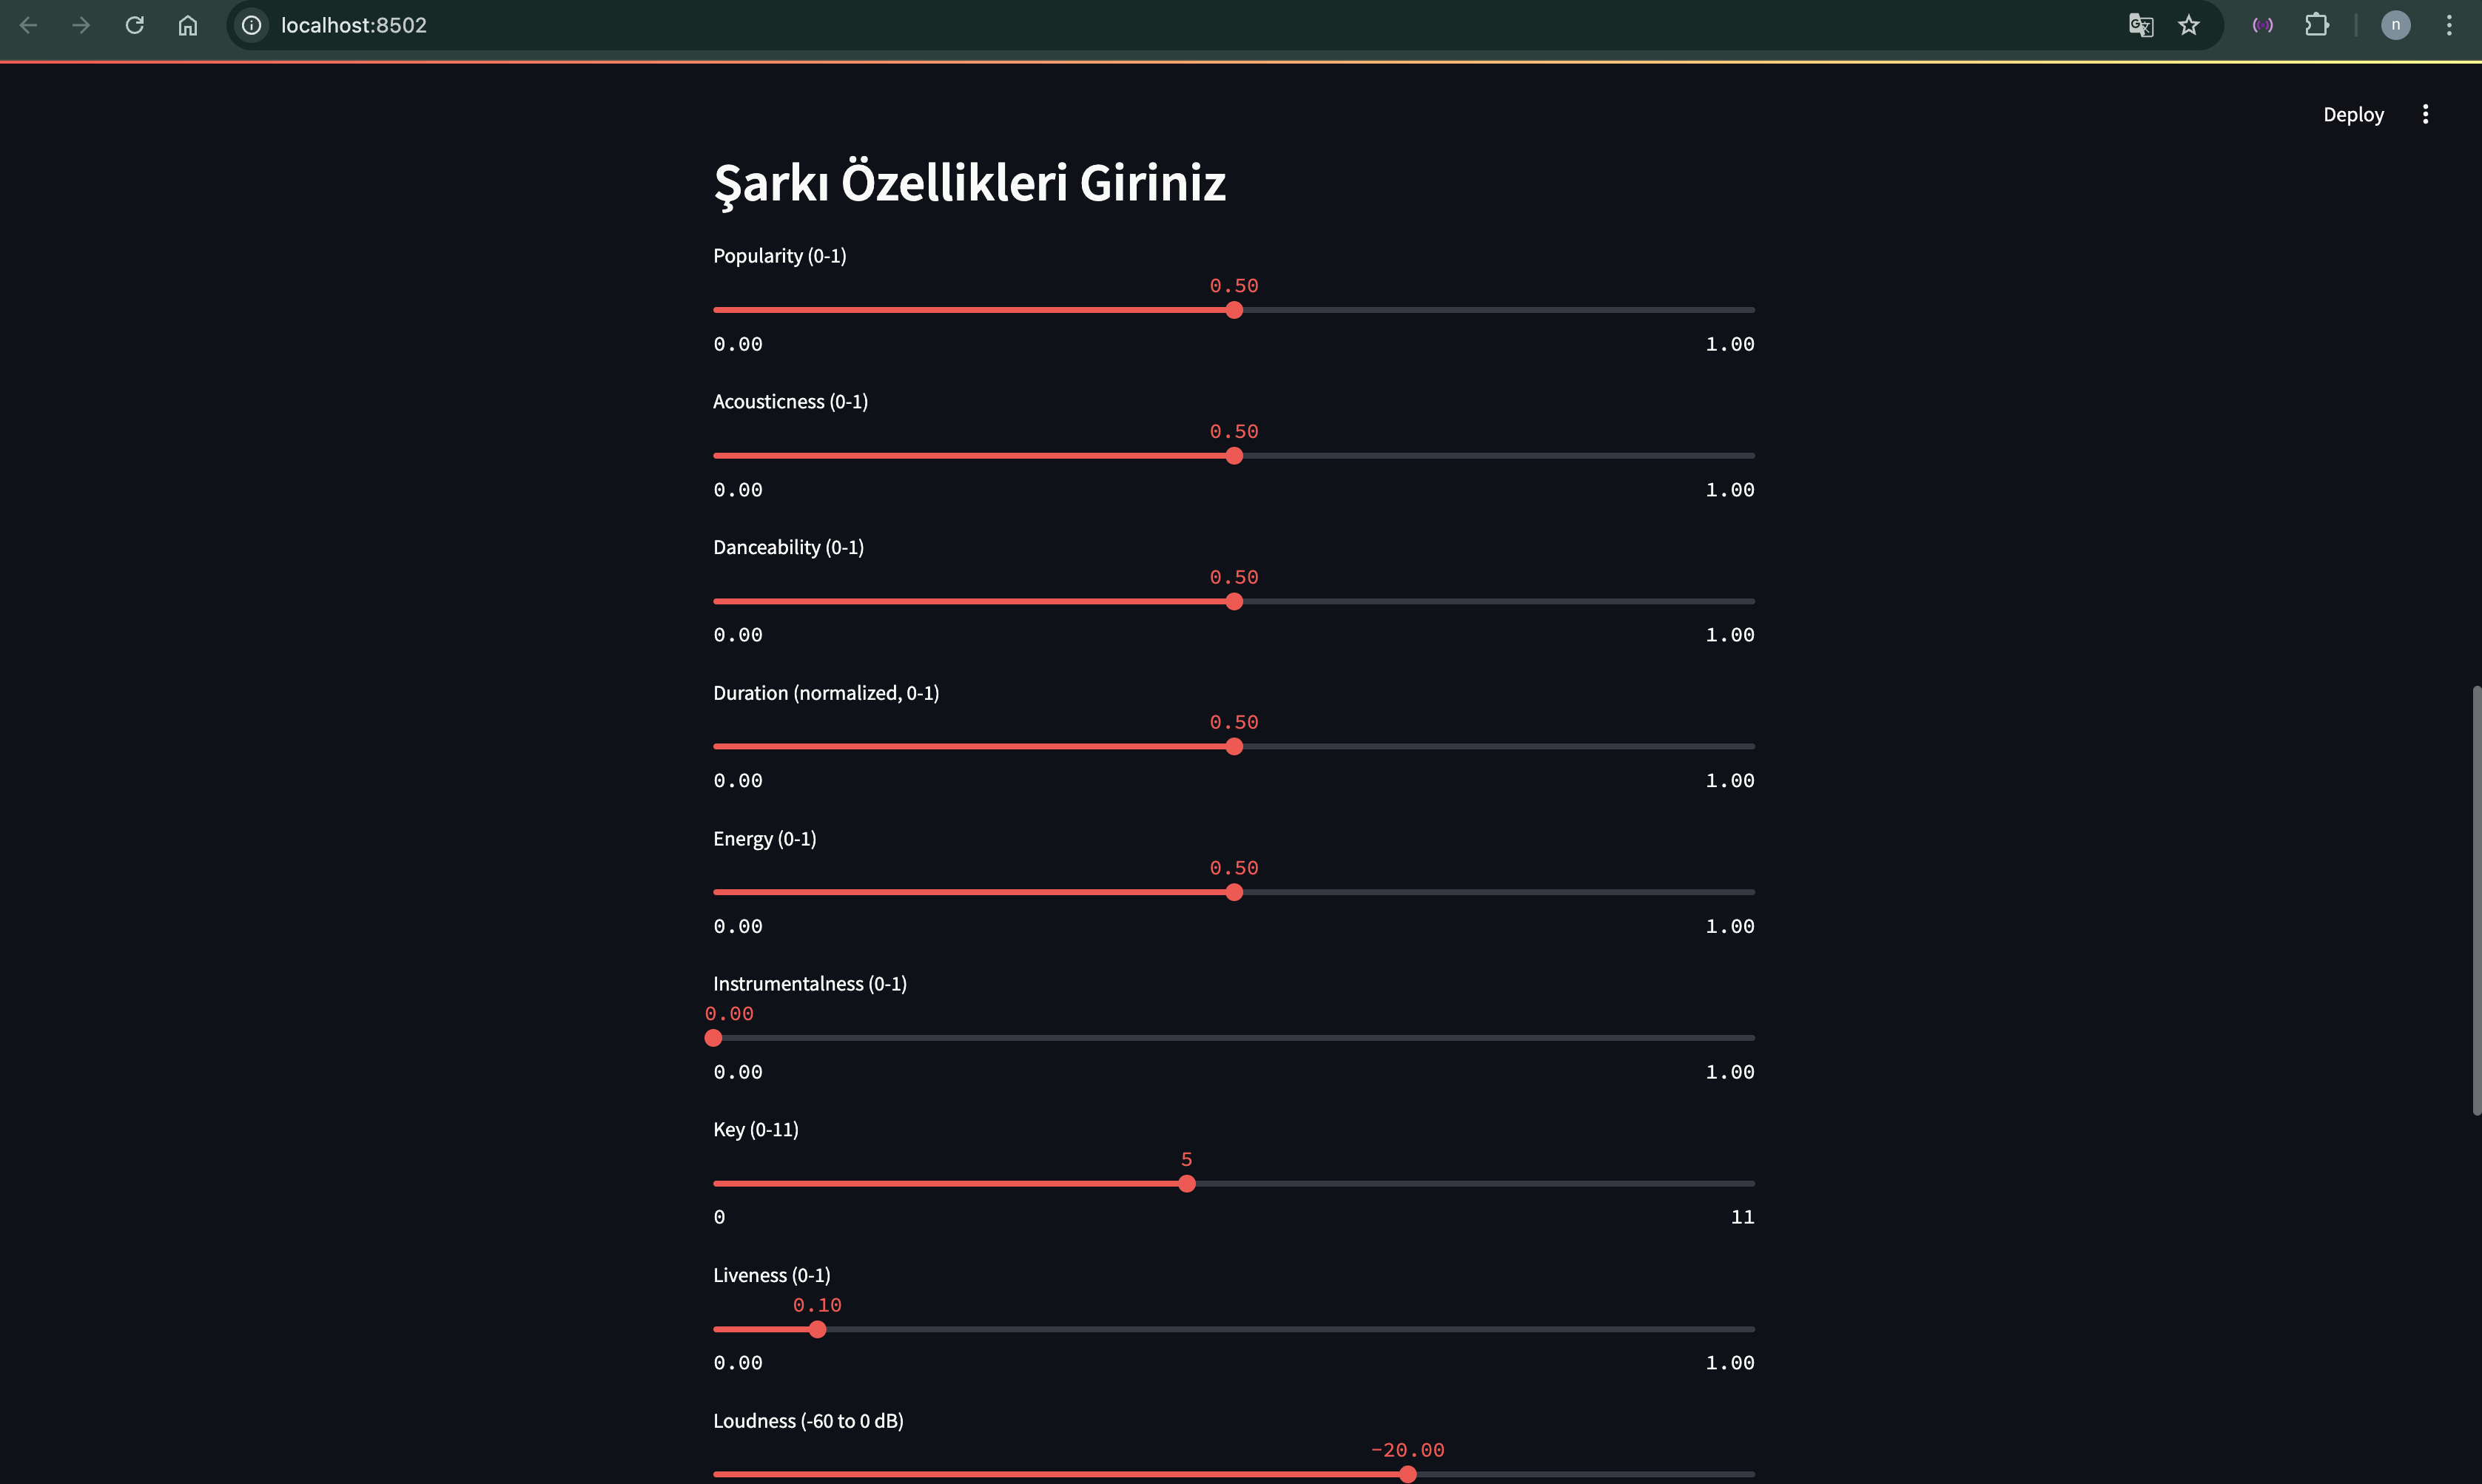 localhost:8502
n
Deploy
Şarkı Özellikleri Giriniz
Popularity (0-1)
0.50
0.00 1.00
Acousticness (0-1)
0.50
0.00 1.00
Danceability (0-1)
0.50
0.00 1.00
Duration (normalized, 0-1)
0.50
0.00 1.00
Energy (0-1)
0.50
0.00 1.00
Instrumentalness (0-1)
0.00
0.00 1.00
Key (0-11)
5
0 11
Liveness (0-1)
0.10
0.00 1.00
Loudness (-60 to 0 dB)
-20.00